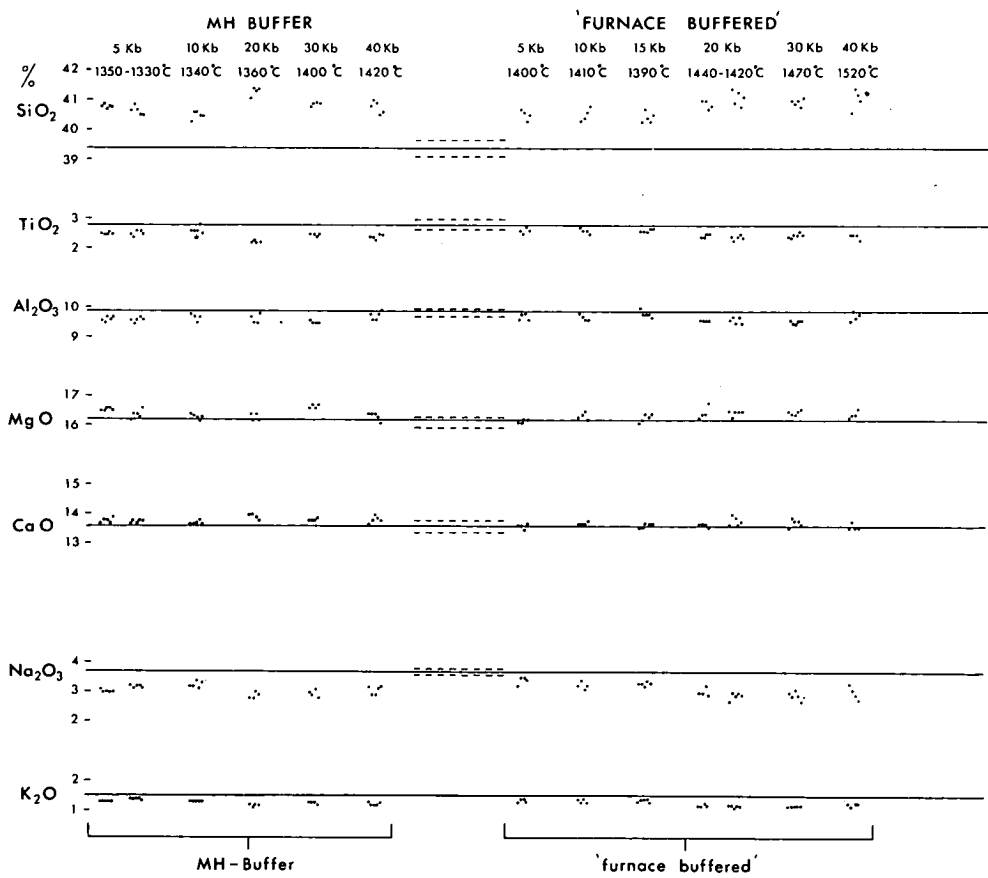 MH BUFFER 'FURNACE BUFFERED'
5 Kb 10 Kb 20 Kb 30 Kb 40 Kb 5 Kb 10 Kb 15 Kb 20 Kb 30 Kb 40 Kb
1350-1330°C 1340°C 1360°C 1400°C 1420°C 1400°C 1410°C 1390°C 1440-1420°C 1470°C 1520°C
%
42
41
SiO2
40
39
3
TiO2
2
Al2O3
10
9
17
MgO
16
15
14
CaO
13
4
Na2O3
3
2
2
K2O
1
MH-Buffer 'furnace buffered'